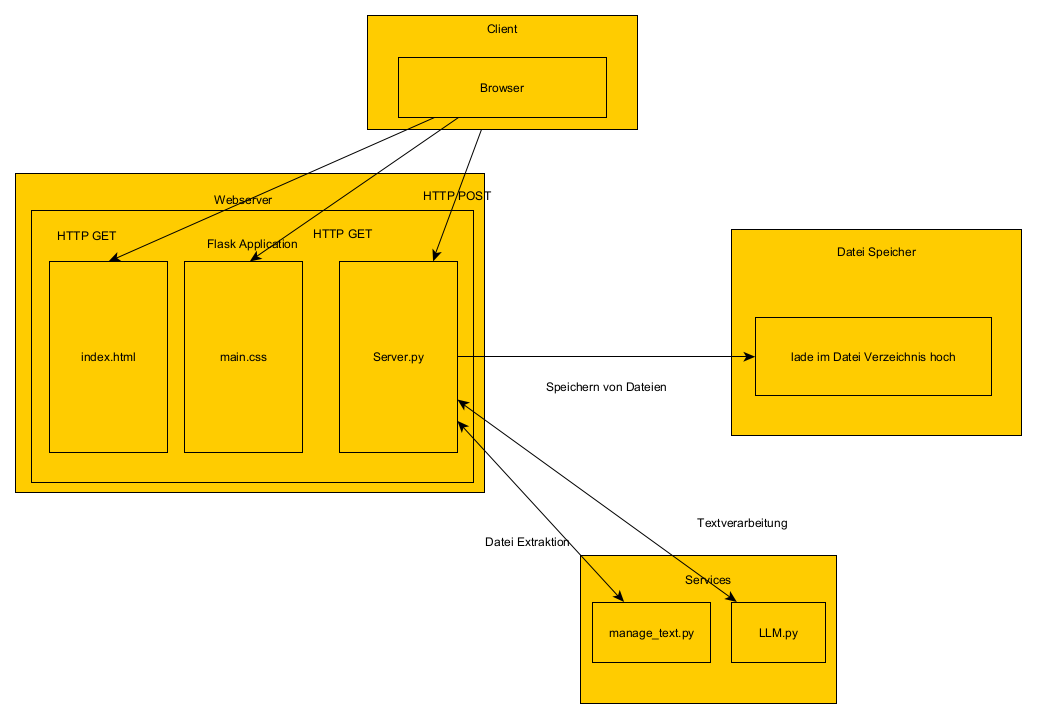 Client
Browser
Webserver
HTTP POST
HTTP GET
Flask Application
HTTP GET
index.html
main.css
Server.py
Datei Speicher
lade im Datei Verzeichnis hoch
Speichern von Dateien
Textverarbeitung
Datei Extraktion
Services
manage_text.py
LLM.py